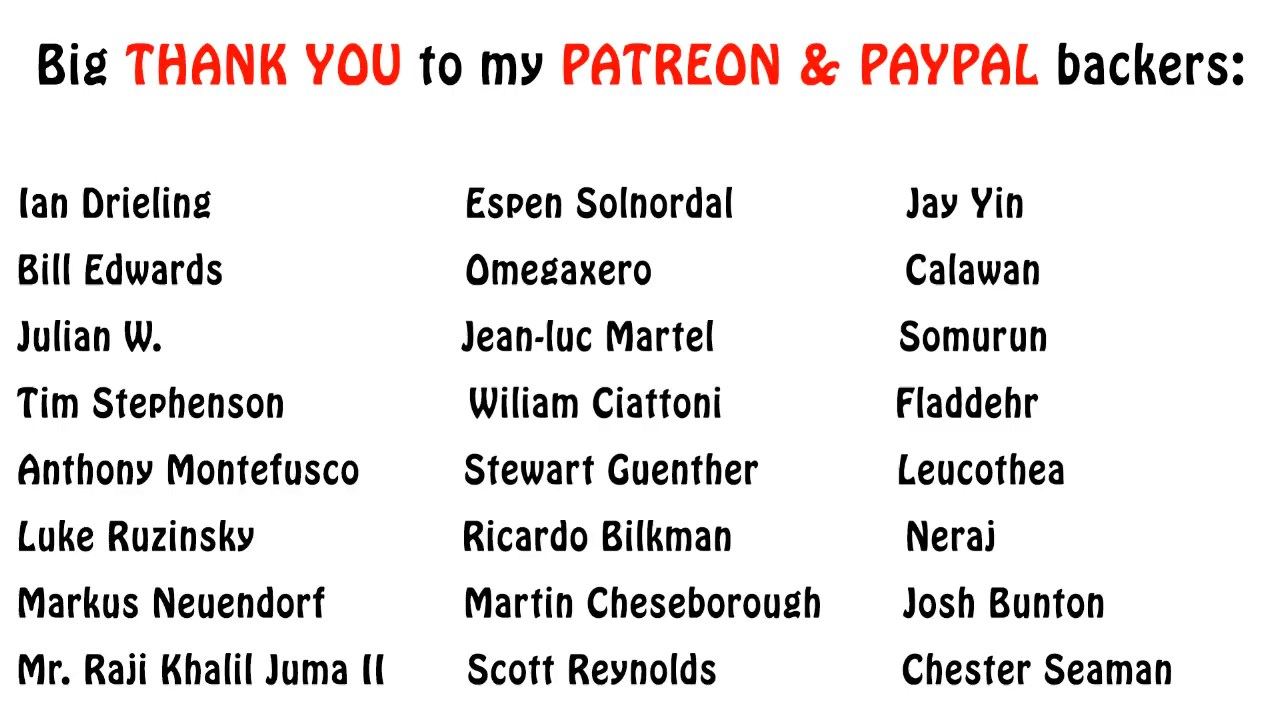 Big THANK YOU to my PATREON & PAYPAL backers:
Ian Drieling
Bill Edwards
Julian W.
Tim Stephenson
Anthony Montefusco
Luke Ruzinsky
Markus Neuendorf
Mr. Raji Khalil Juma II
Espen Solnordal
Omegaxero
Jean-luc Martel
Wiliam Ciattoni
Stewart Guenther
Ricardo Bilkman
Martin Cheseborough
Scott Reynolds
Jay Yin
Calawan
Somurun
Fladdehr
Leucothea
Neraj
Josh Bunton
Chester Seaman